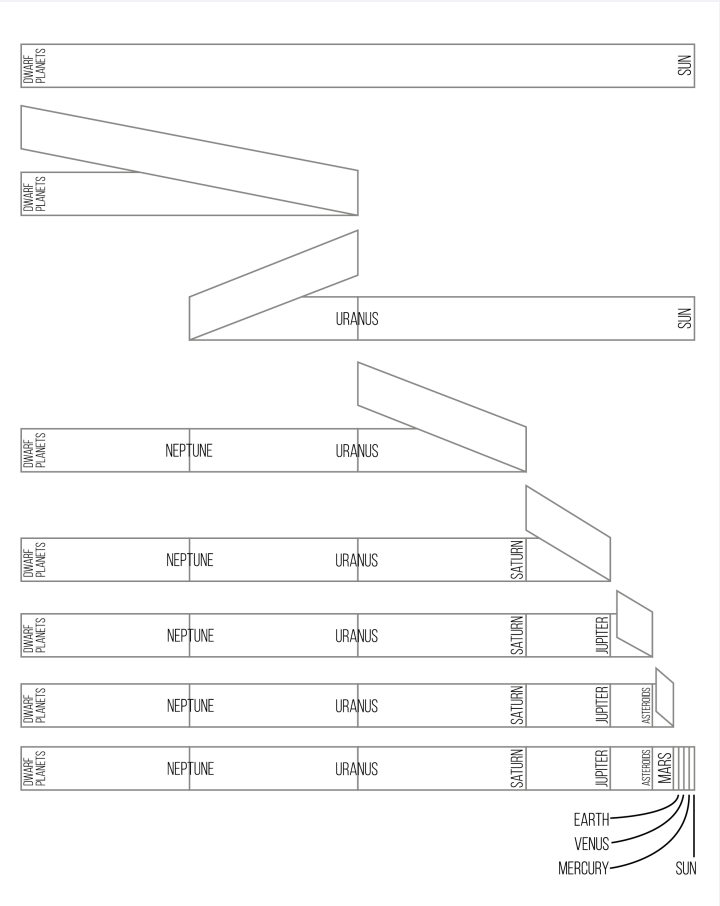 DWARF
PLANETS
SUN
DWARF
PLANETS
URANUS
SUN
DWARF
PLANETS
NEPTUNE
URANUS
DWARF
PLANETS
NEPTUNE
URANUS
SATURN
DWARF
PLANETS
NEPTUNE
URANUS
SATURN
JUPITER
DWARF
PLANETS
NEPTUNE
URANUS
SATURN
JUPITER
ASTEROIDS
DWARF
PLANETS
NEPTUNE
URANUS
SATURN
JUPITER
ASTEROIDS
MARS
EARTH
VENUS
MERCURY
SUN